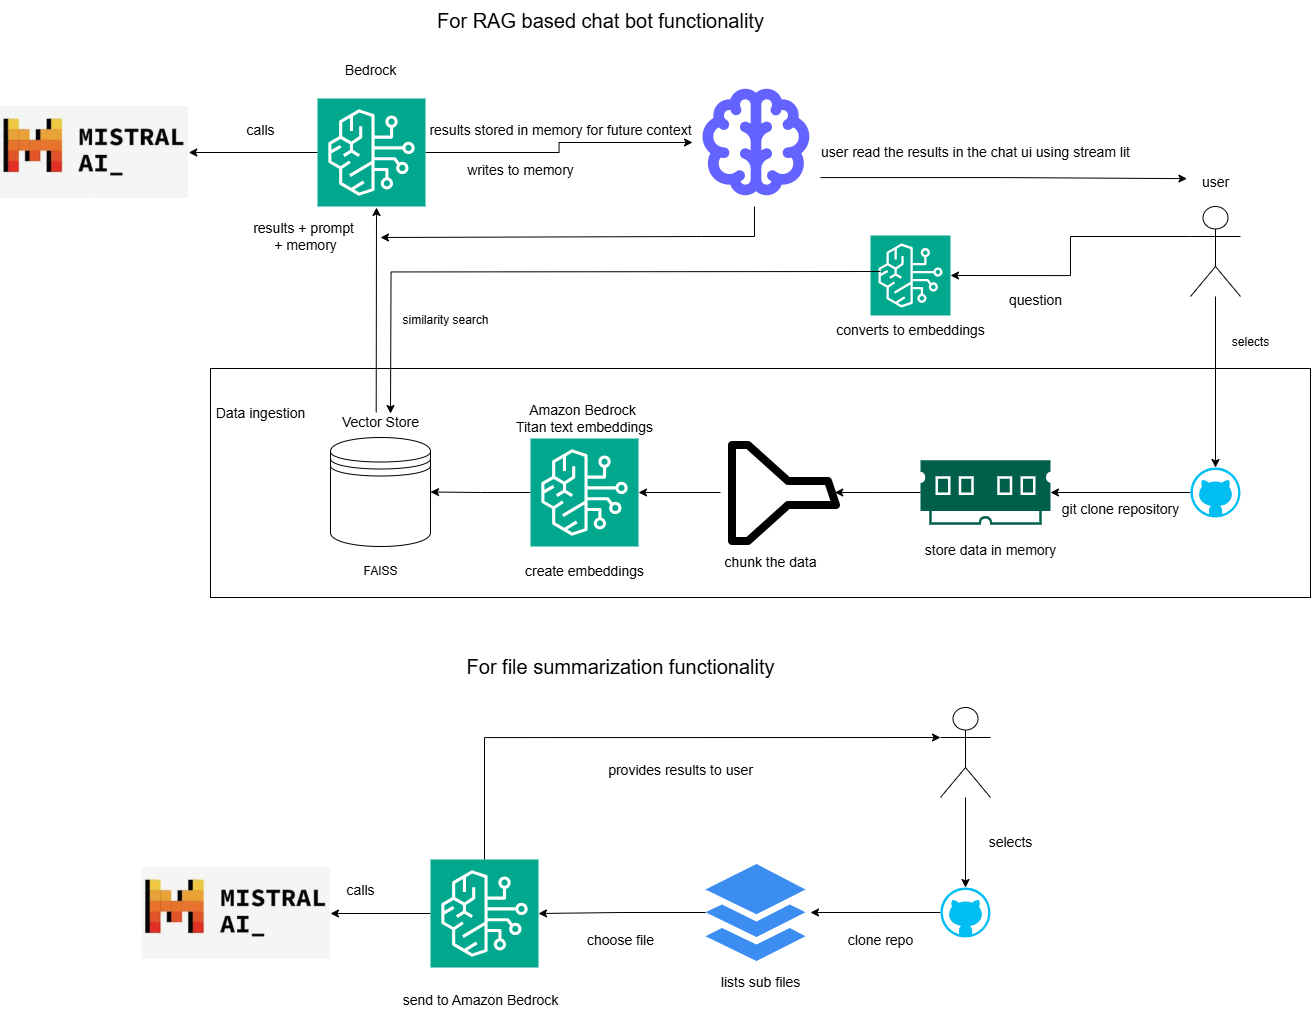 For RAG based chat bot functionality
Bedrock
MISTRAL
AI_
calls
results stored in memory for future context
writes to memory
user read the results in the chat ui using stream lit
user
results + prompt
+ memory
question
converts to embeddings
similarity search
selects
Data ingestion
Vector Store
Amazon Bedrock
Titan text embeddings
git clone repository
store data in memory
chunk the data
create embeddings
FAISS
For file summarization functionality
provides results to user
selects
MISTRAL
AI_
calls
choose file
clone repo
lists sub files
send to Amazon Bedrock